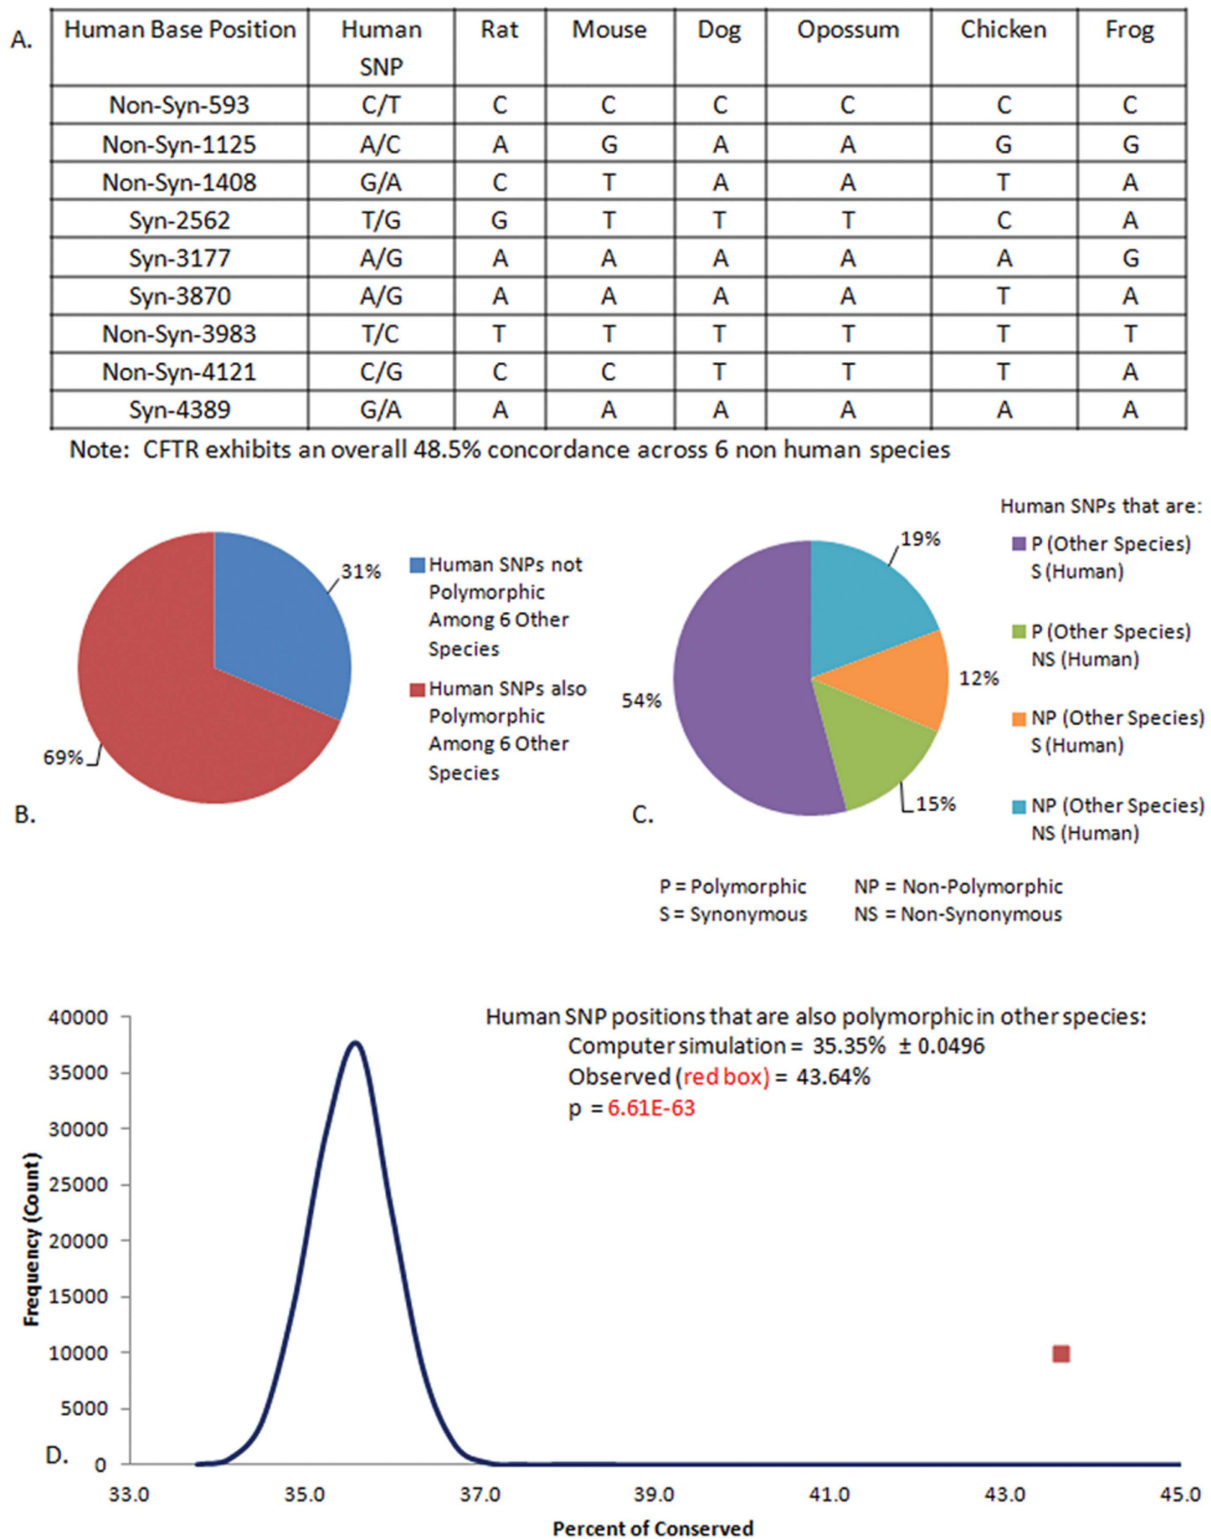 A.
Human Base Position Human SNP Rat Mouse Dog Opossum Chicken Frog
Non-Syn-593 C/T C C C C C C
Non-Syn-1125 A/C A G A A G G
Non-Syn-1408 G/A C T A A T A
Syn-2562 T/G G T T T C A
Syn-3177 A/G A A A A A G
Syn-3870 A/G A A A A T A
Non-Syn-3983 T/C T T T T T T
Non-Syn-4121 C/G C C T T T A
Syn-4389 G/A A A A A A A
Note: CFTR exhibits an overall 48.5% concordance across 6 non human species
31%
69%
Human SNPs not
Polymorphic
Among 6 Other
Species
Human SNPs also
Polymorphic
Among 6 Other
Species
B.
19%
12%
15%
54%
Human SNPs that are:
P (Other Species)
S (Human)
P (Other Species)
NS (Human)
NP (Other Species)
S (Human)
NP (Other Species)
NS (Human)
C.
P = Polymorphic NP = Non-Polymorphic
S = Synonymous NS = Non-Synonymous
Human SNP positions that are also polymorphic in other species:
Computer simulation = 35.35% ± 0.0496
Observed (red box) = 43.64%
p = 6.61E-63
Frequency (Count)
40000
35000
30000
25000
20000
15000
10000
5000
0
D.
33.0 35.0 37.0 39.0 41.0 43.0 45.0
Percent of Conserved